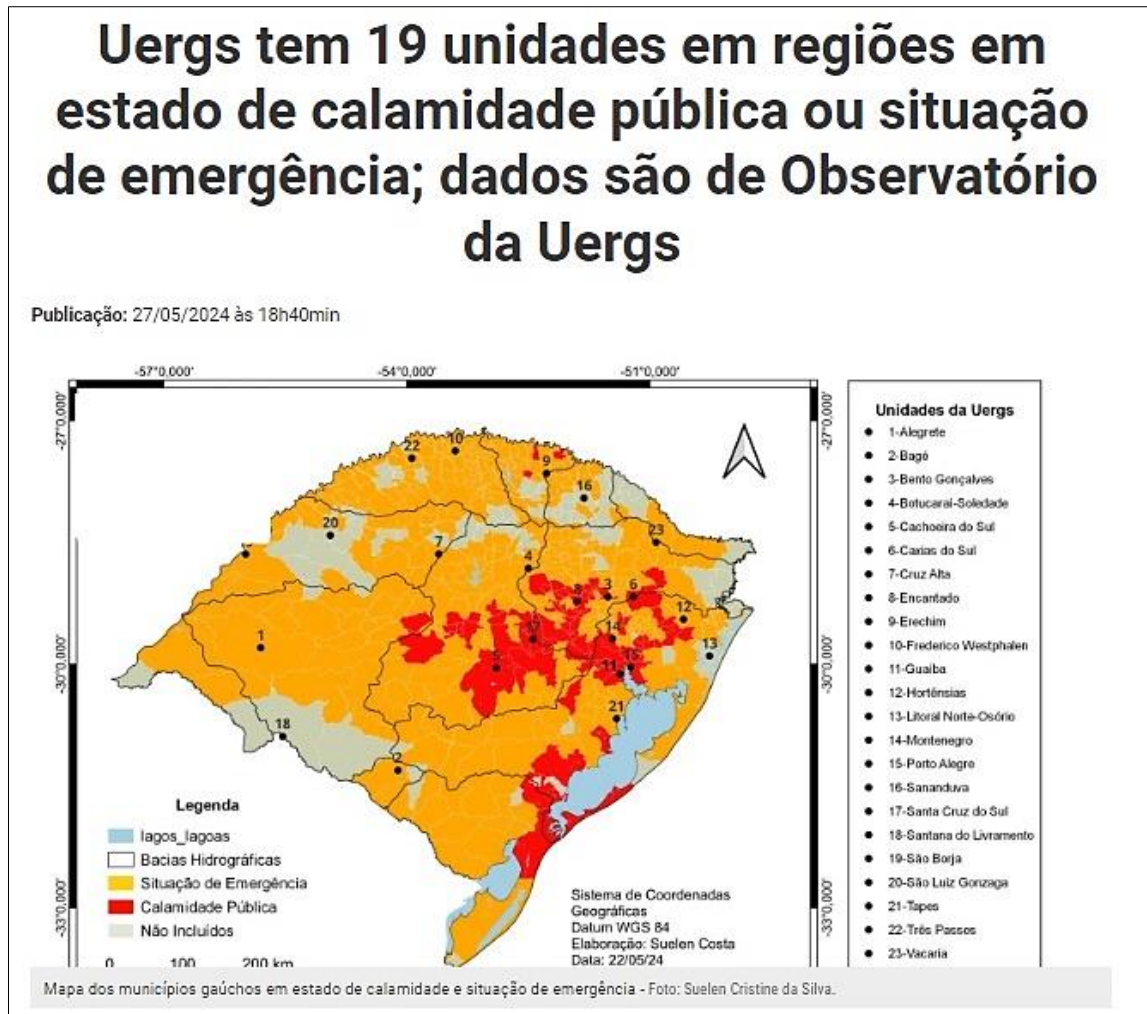 Uergs tem 19 unidades em regiões em
estado de calamidade pública ou situação
de emergência; dados são de Observatório
da Uergs
Publicação: 27/05/2024 às 18h40min
-57°0,000' -54°0,000' -51°0,000'
-27°0,000'
-30°0,000'
-33°0,000'
-27°0,000'
-30°0,000'
-33°0,000'
22
10
9
16
20
7
23
4
8
3
6
12
1
17
14
13
5
11
15
21
18
2
Legenda
lagos_lagoas
Bacias Hidrográficas
Situação de Emergência
Calamidade Pública
Não Incluídos
0 100 200 km
Sistema de Coordenadas
Geográficas
Datum WGS 84
Elaboração: Suelen Costa
Data: 22/05/24
Unidades da Uergs
1-Alegrete
2-Bagé
3-Bento Gonçalves
4-Botucaraí-Soledade
5-Cachoeira do Sul
6-Caxias do Sul
7-Cruz Alta
8-Encantado
9-Erechim
10-Frederico Westphalen
11-Guaíba
12-Hortênsias
13-Litoral Norte-Osório
14-Montenegro
15-Porto Alegre
16-Sananduva
17-Santa Cruz do Sul
18-Santana do Livramento
19-São Borja
20-São Luiz Gonzaga
21-Tapes
22-Três Passos
23-Vacaria
Mapa dos municípios gaúchos em estado de calamidade e situação de emergência - Foto: Suelen Cristine da Silva.